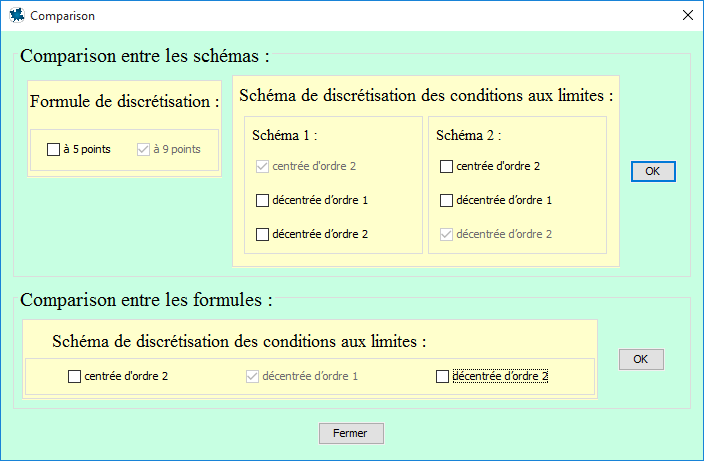 Comparison
Comparison entre les schémas :
Formule de discrétisation :
à 5 points
à 9 points
Schéma de discrétisation des conditions aux limites :
Schéma 1 :
centrée d'ordre 2
décentrée d'ordre 1
décentrée d'ordre 2
Schéma 2 :
centrée d'ordre 2
décentrée d'ordre 1
décentrée d'ordre 2
OK
Comparison entre les formules :
Schéma de discrétisation des conditions aux limites :
centrée d'ordre 2
décentrée d'ordre 1
décentrée d'ordre 2
OK
Fermer